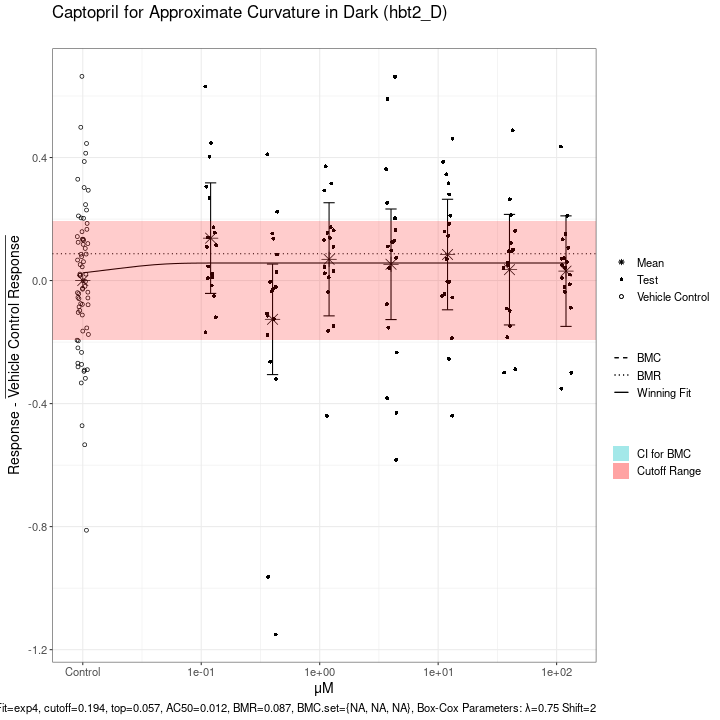 Captopril for Approximate Curvature in Dark (hbt2_D)
Response - Vehicle Control Response
0.4
0.0
-0.4
-0.8
-1.2
Control
1e-01
1e+00
1e+01
1e+02
μM
Mean
Test
Vehicle Control
BMC
BMR
Winning Fit
CI for BMC
Cutoff Range
Fit=exp4, cutoff=0.194, top=0.057, AC50=0.012, BMR=0.087, BMC.set={NA, NA, NA}, Box-Cox Parameters: λ=0.75 Shift=2